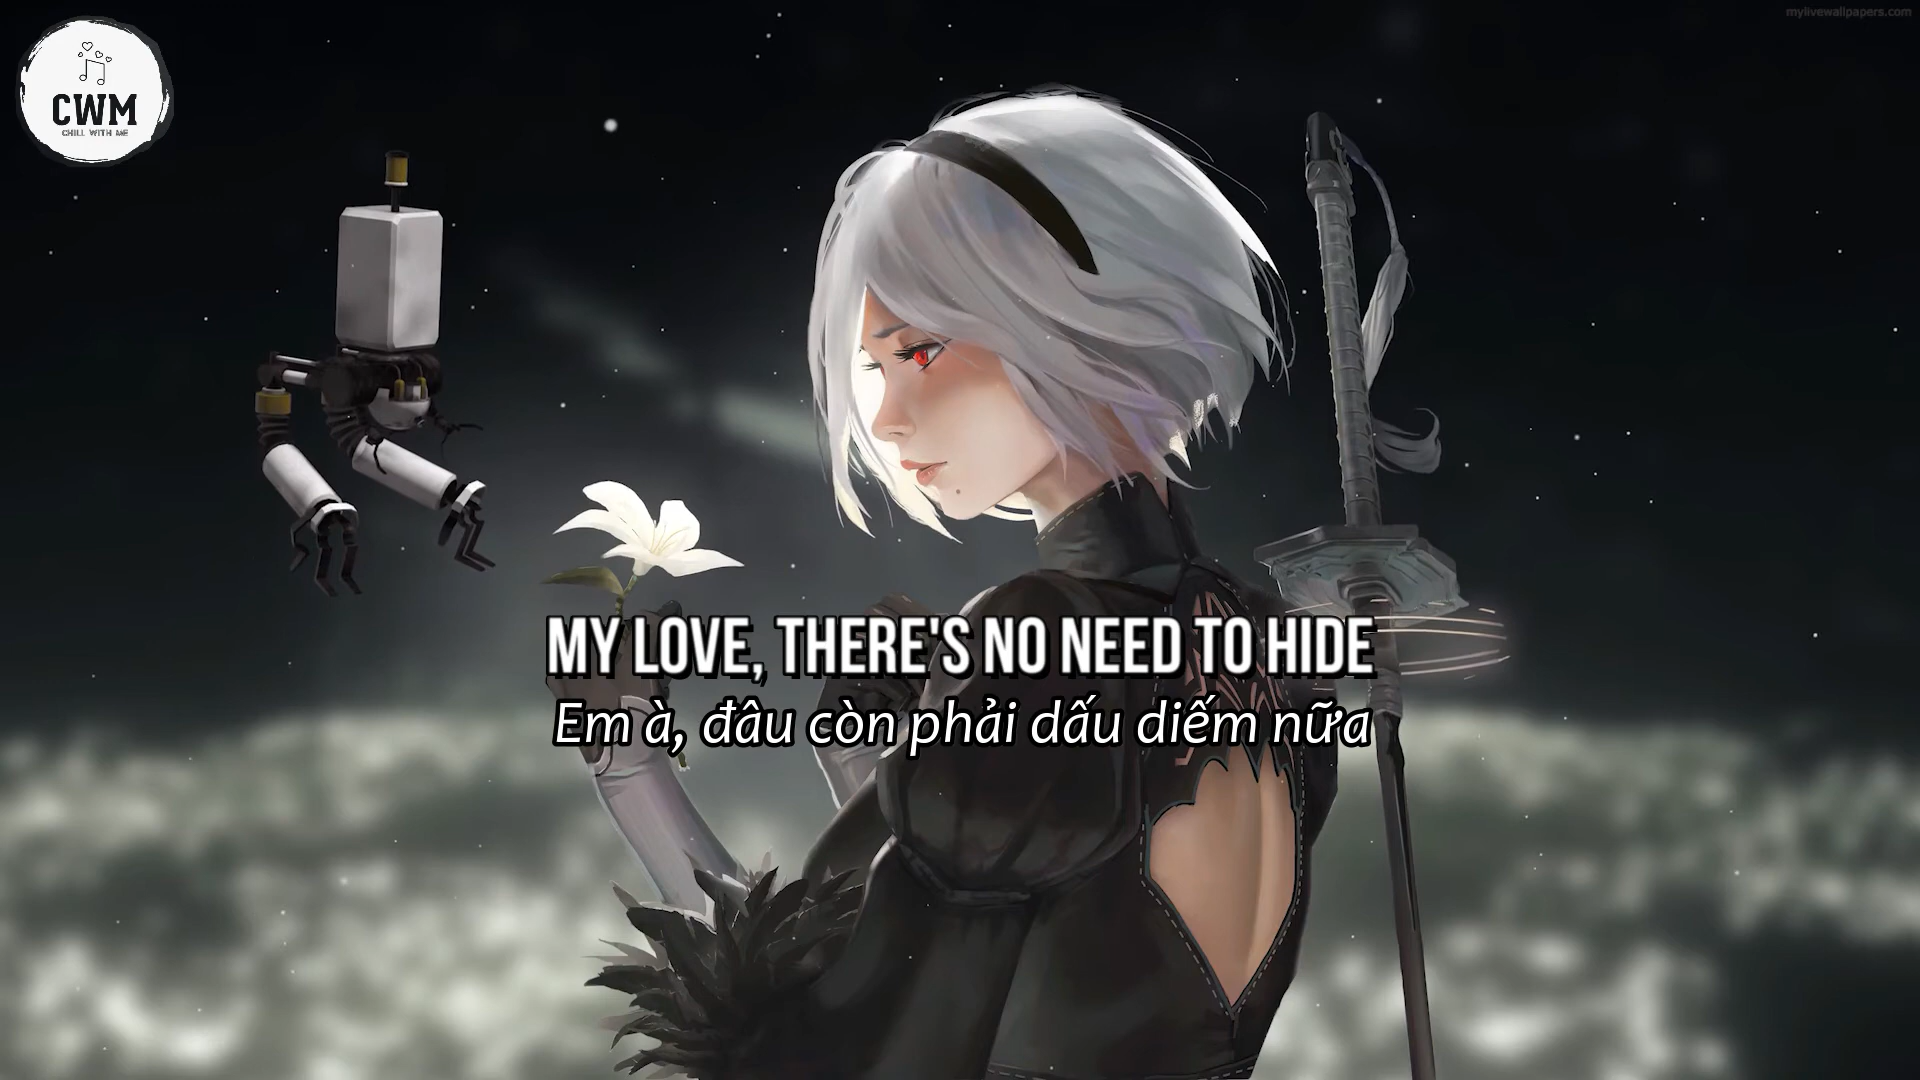 mylivewallpapers.com
CWM
CHILL WITH ME
MY LOVE, THERE'S NO NEED TO HIDE
Em à, đâu còn phải dấu diếm nữa